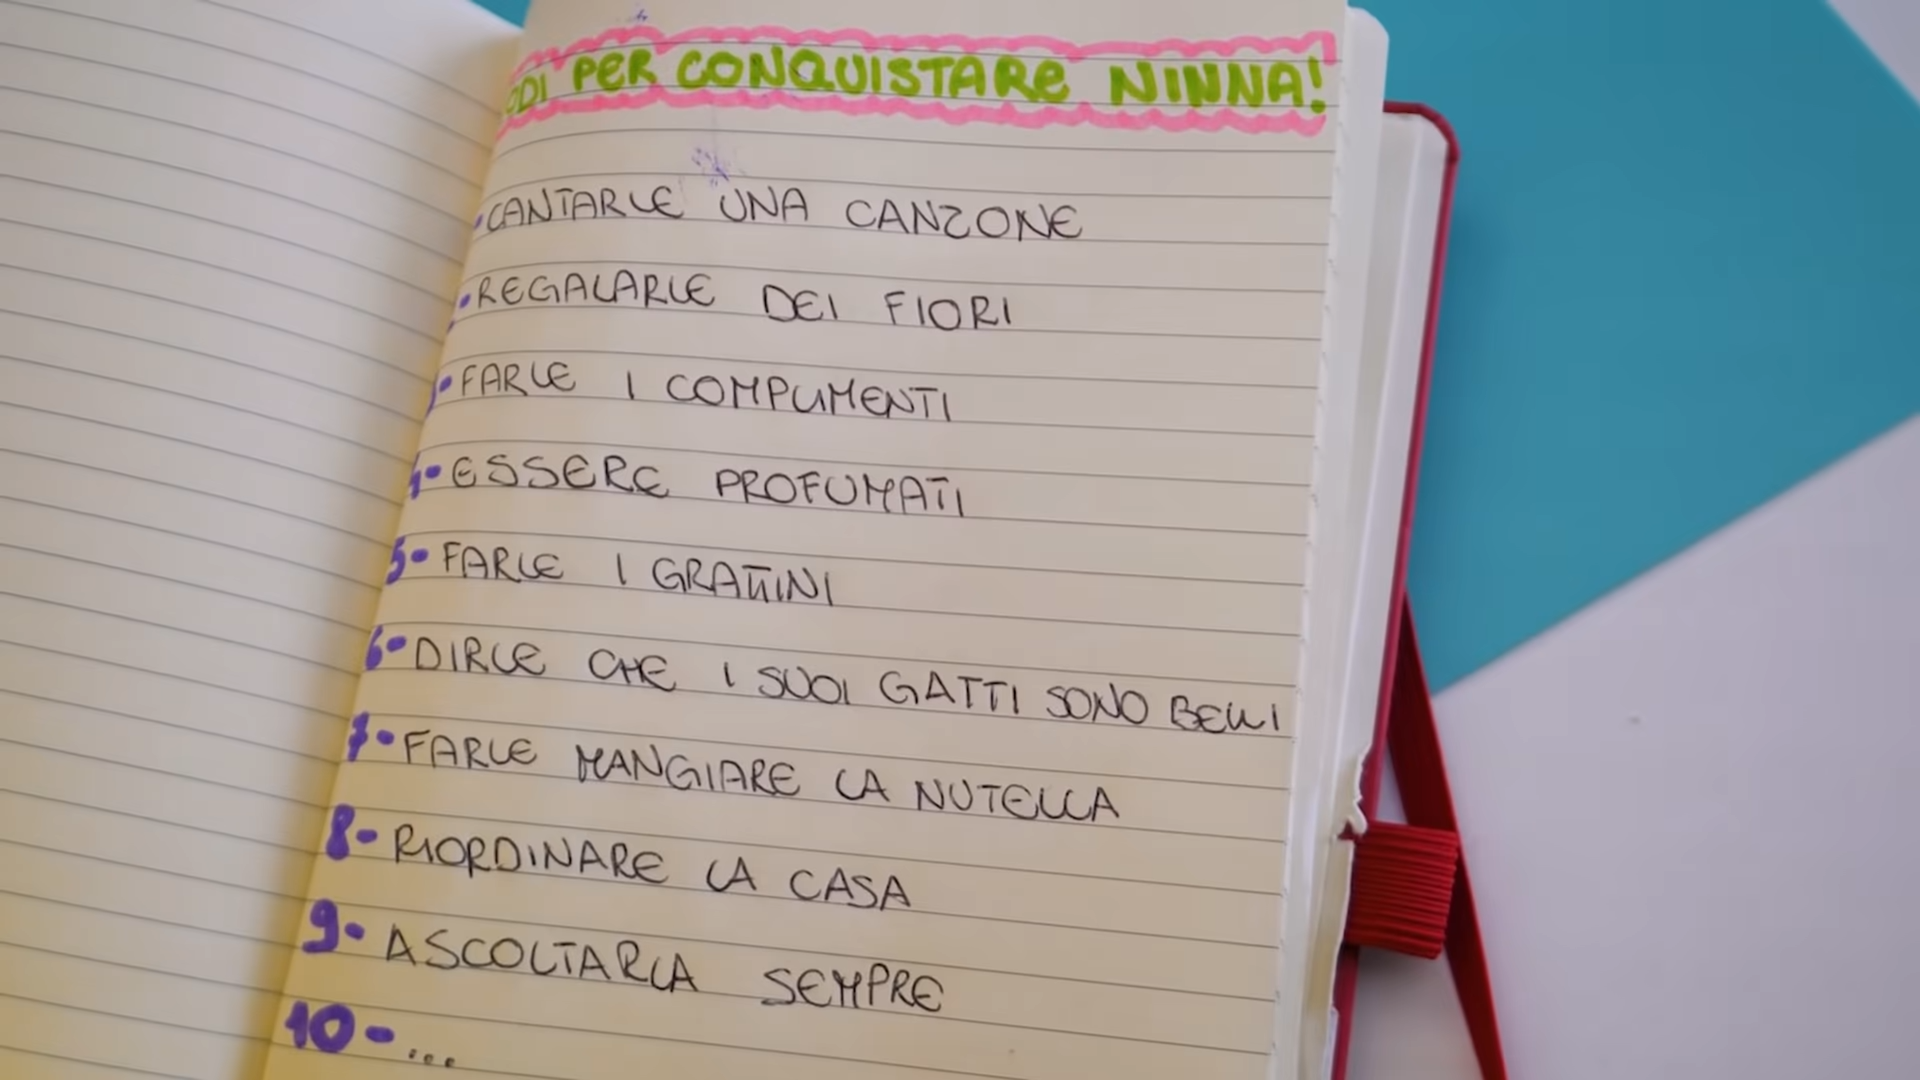 ODI PER CONQUISTARE NINNA!
- CANTARLE UNA CANZONE
- REGALARLE DEI FIORI
- FARLE I COMPLIMENTI
4- ESSERE PROFUMATI
5- FARLE I GRATTINI
6- DIRLE CHE I SUOI GATTI SONO BELLI
7- FARLE MANGIARE LA NUTELLA
8- RIORDINARE LA CASA
9- ASCOLTARLA SEMPRE
10- ...